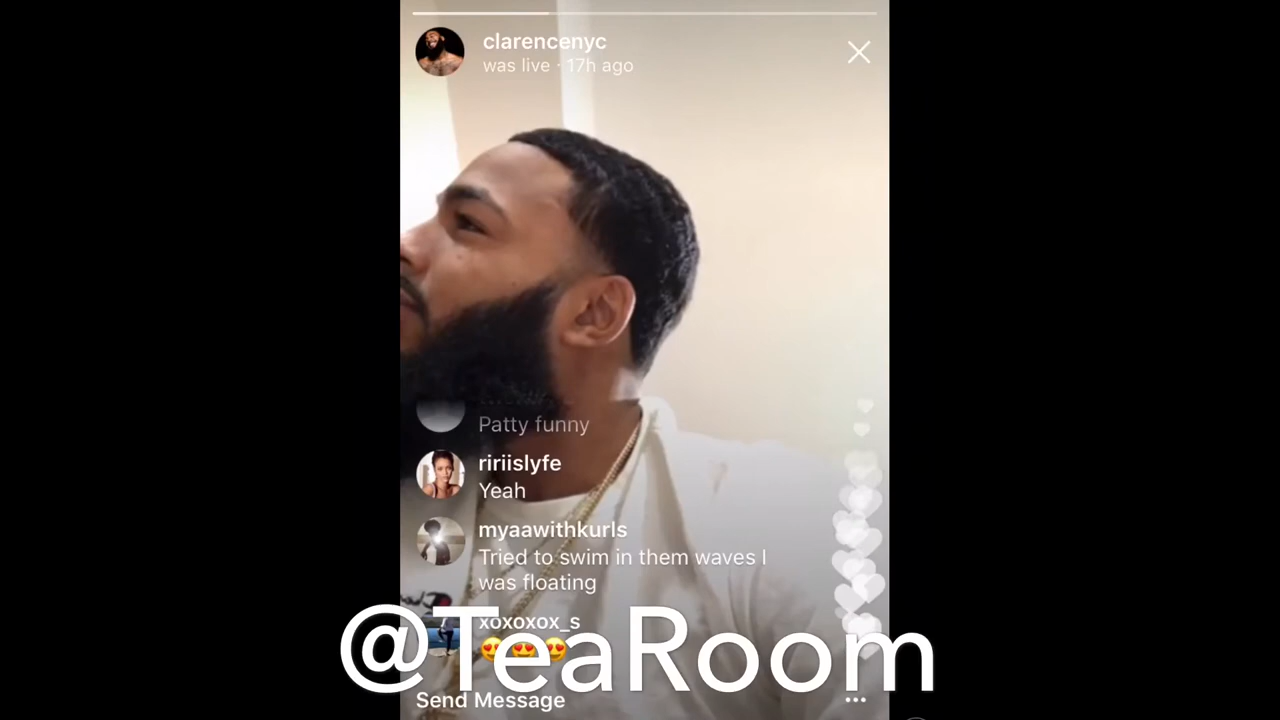 clarencenyc
was live · 17h ago
Patty funny
ririislyfe
Yeah
myaawithkurls
Tried to swim in them waves I
was floating
xoxoxox_s
😍😍😍
@TeaRoom
Send Message